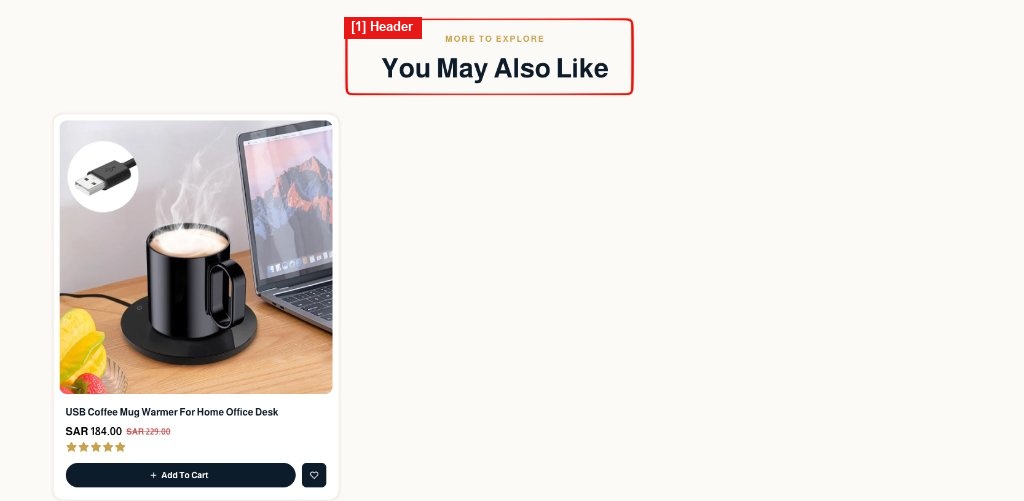 [1] Header
MORE TO EXPLORE
You May Also Like
USB Coffee Mug Warmer For Home Office Desk
SAR 184.00 SAR 229.00
+ Add To Cart